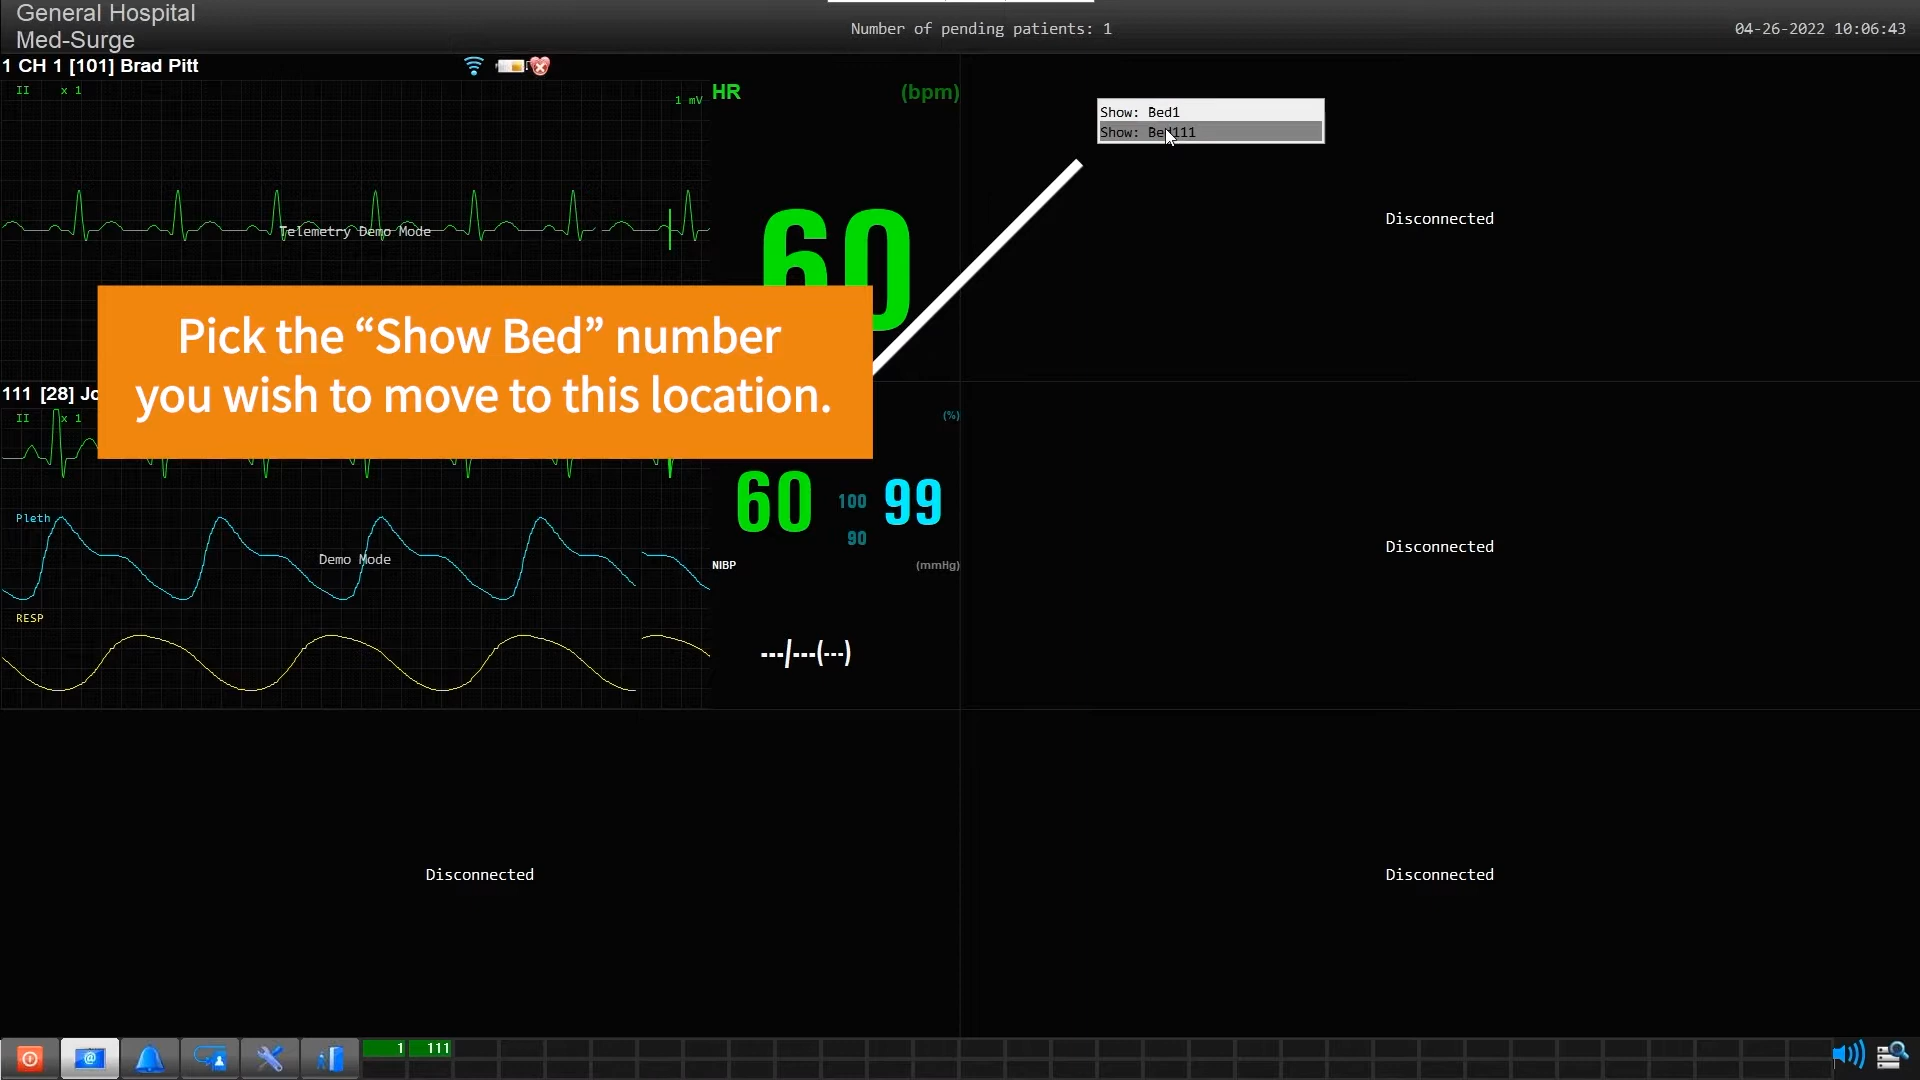 General Hospital
Med-Surge
Number of pending patients: 1
04-26-2022 10:06:43
1 CH 1 [101] Brad Pitt
II x 1
1 mV
HR (bpm)
60
Telemetry Demo Mode
Show: Bed1
Show: Bed111
Disconnected
Pick the “Show Bed” number
you wish to move to this location.
111 [28] Jo
II x 1
(%)
60
100
90
99
Pleth
Demo Mode
NIBP (mmHg)
RESP
---/---(---)
Disconnected
Disconnected
Disconnected
1 111